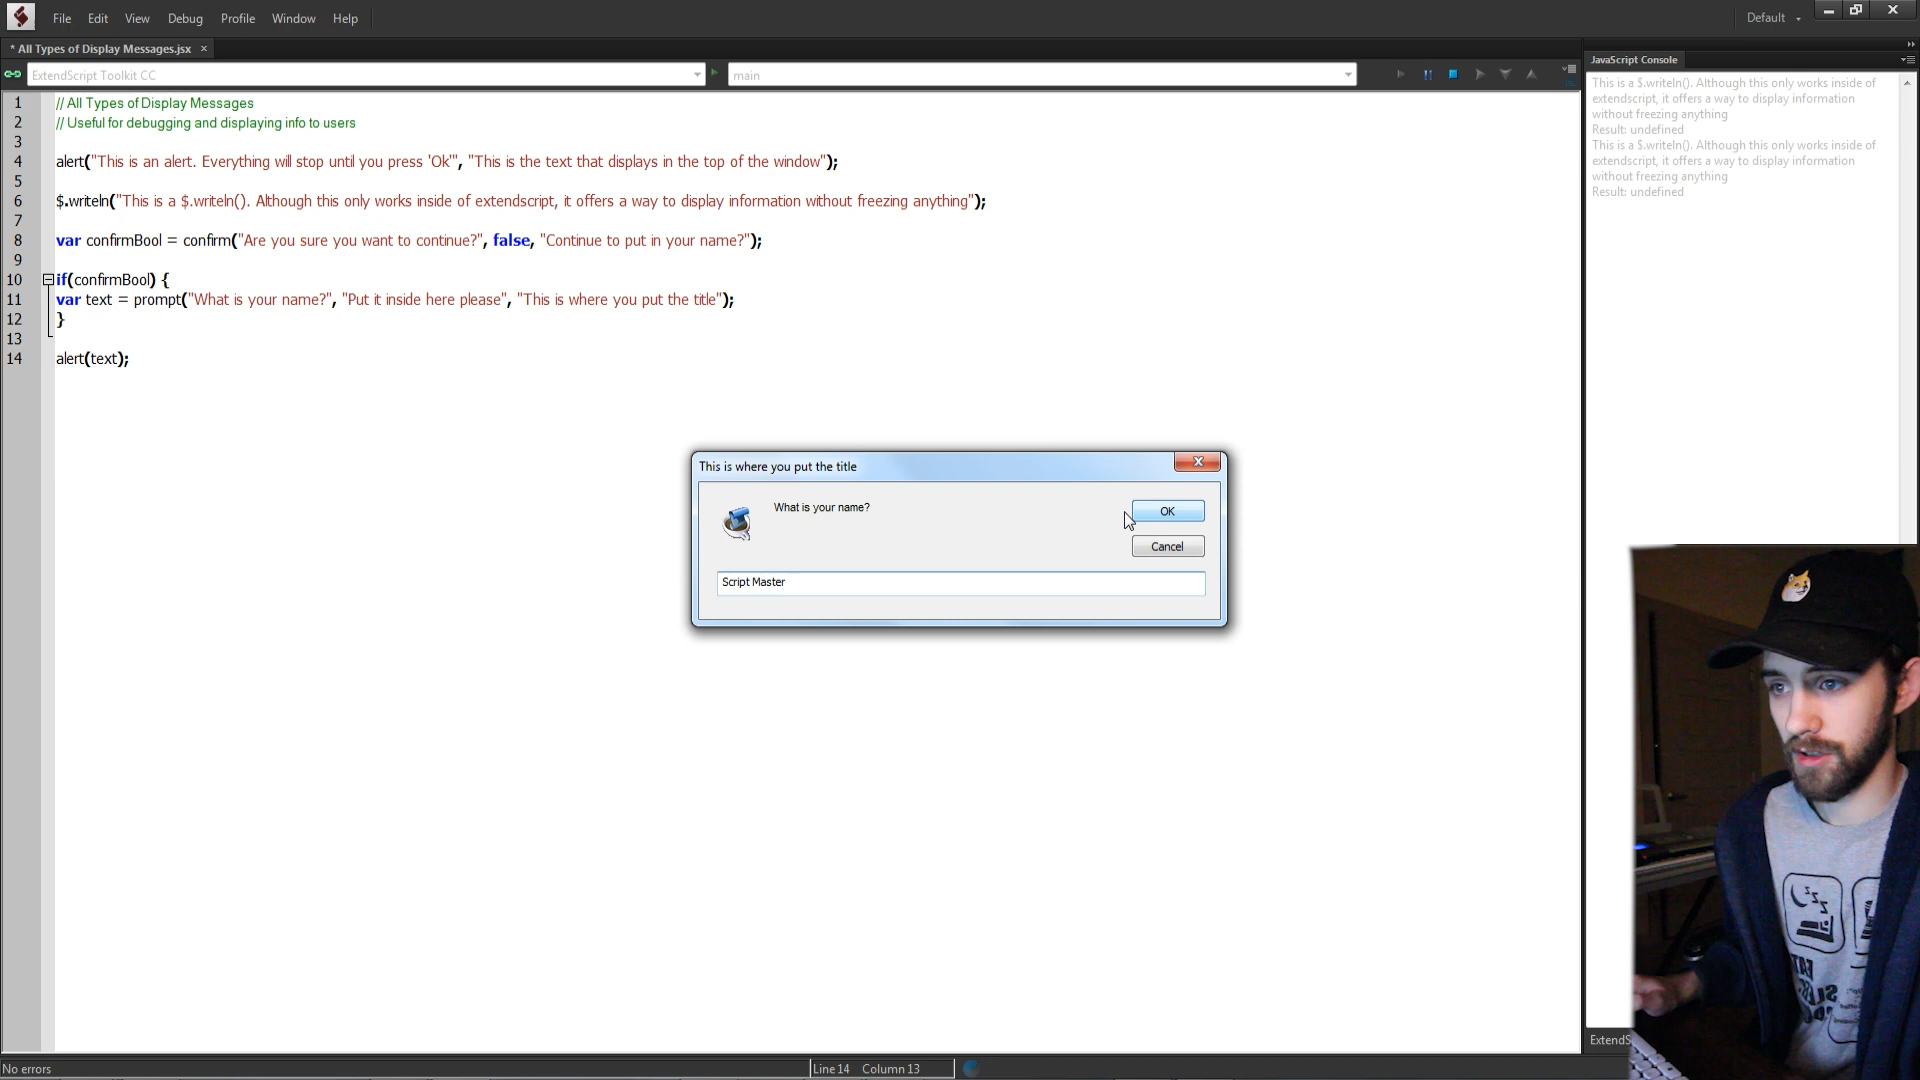 File Edit View Debug Profile Window Help
Default
* All Types of Display Messages.jsx
ExtendScript Toolkit CC
main
JavaScript Console
This is a $.writeln(). Although this only works inside of
extendscript, it offers a way to display information
without freezing anything
Result: undefined
This is a $.writeln(). Although this only works inside of
extendscript, it offers a way to display information
without freezing anything
Result: undefined
1 // All Types of Display Messages
2 // Useful for debugging and displaying info to users
3
4 alert("This is an alert. Everything will stop until you press 'Ok'", "This is the text that displays in the top of the window");
5
6 $.writeln("This is a $.writeln(). Although this only works inside of extendscript, it offers a way to display information without freezing anything");
7
8 var confirmBool = confirm("Are you sure you want to continue?", false, "Continue to put in your name?");
9
10 if(confirmBool) {
11 var text = prompt("What is your name?", "Put it inside here please", "This is where you put the title");
12 }
13
14 alert(text);
This is where you put the title
What is your name?
OK
Cancel
Script Master
ExtendS
No errors
Line 14 Column 13